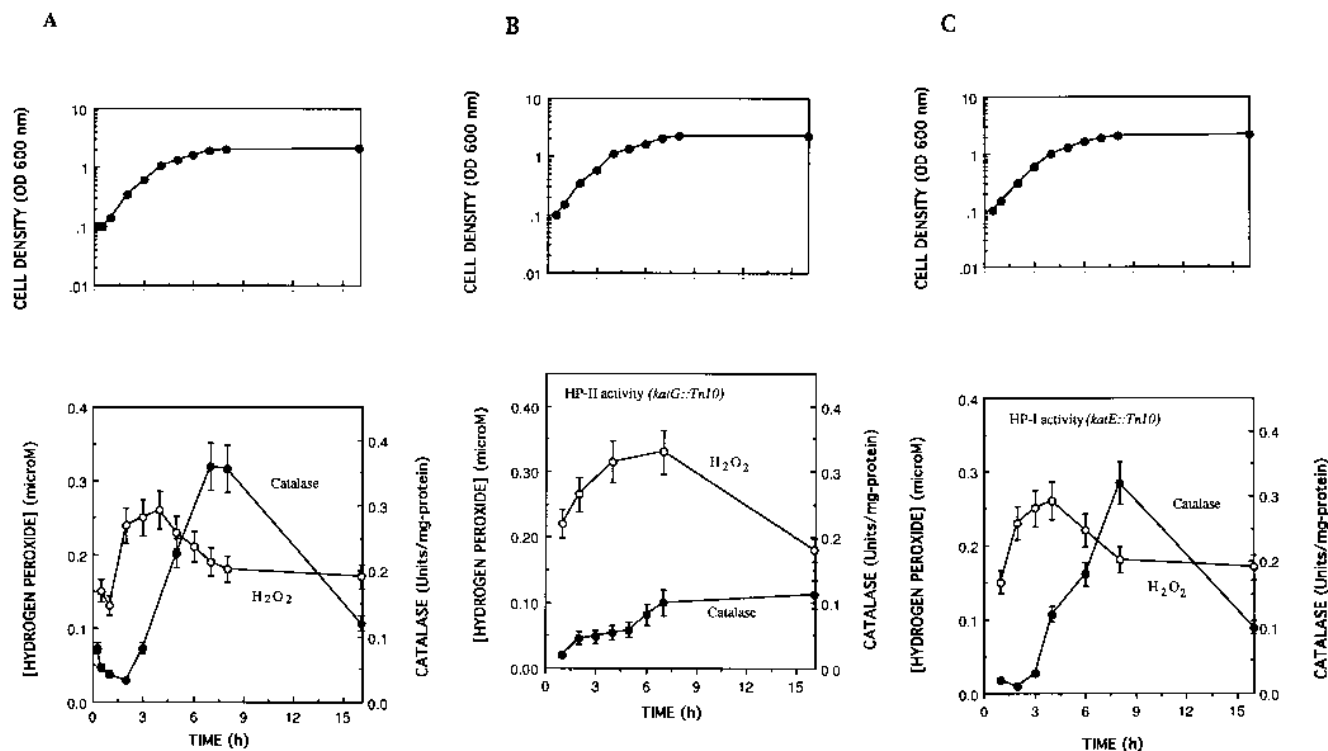 A
B
C
CELL DENSITY (OD 600 nm)
10
1
.1
.01
CELL DENSITY (OD 600 nm)
10
1
.1
.01
CELL DENSITY (OD 600 nm)
10
1
.1
.01
[HYDROGEN PEROXIDE] (microM)
0.4
0.3
0.2
0.1
0.0
Catalase
H2O2
0.4
0.3
0.2
0.1
0.0
CATALASE (Units/mg-protein)
0 3 6 9 12 15
TIME (h)
[HYDROGEN PEROXIDE] (microM)
HP-II activity (katG::Tn10)
0.40
0.30
0.20
0.10
0.00
H2O2
Catalase
0.4
0.3
0.2
0.1
0.0
CATALASE (Units/mg-protein)
0 3 6 9 12 15
TIME (h)
[HYDROGEN PEROXIDE] (microM)
HP-I activity (katE::Tn10)
0.4
0.3
0.2
0.1
0.0
Catalase
H2O2
0.4
0.3
0.2
0.1
0.0
CATALASE (Units/mg-protein)
0 3 6 9 12 15
TIME (h)